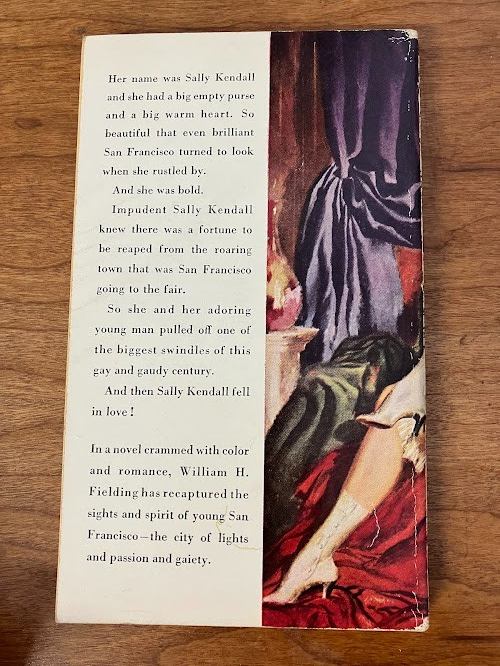 Her name was Sally Kendall
and she had a big empty purse
and a big warm heart. So
beautiful that even brilliant
San Francisco turned to look
when she rustled by.
And she was bold.
Impudent Sally Kendall
knew there was a fortune to
be reaped from the roaring
town that was San Francisco
going to the fair.
So she and her adoring
young man pulled off one of
the biggest swindles of this
gay and gaudy century.
And then Sally Kendall fell
in love!
In a novel crammed with color
and romance, William H.
Fielding has recaptured the
sights and spirit of young San
Francisco—the city of lights
and passion and gaiety.